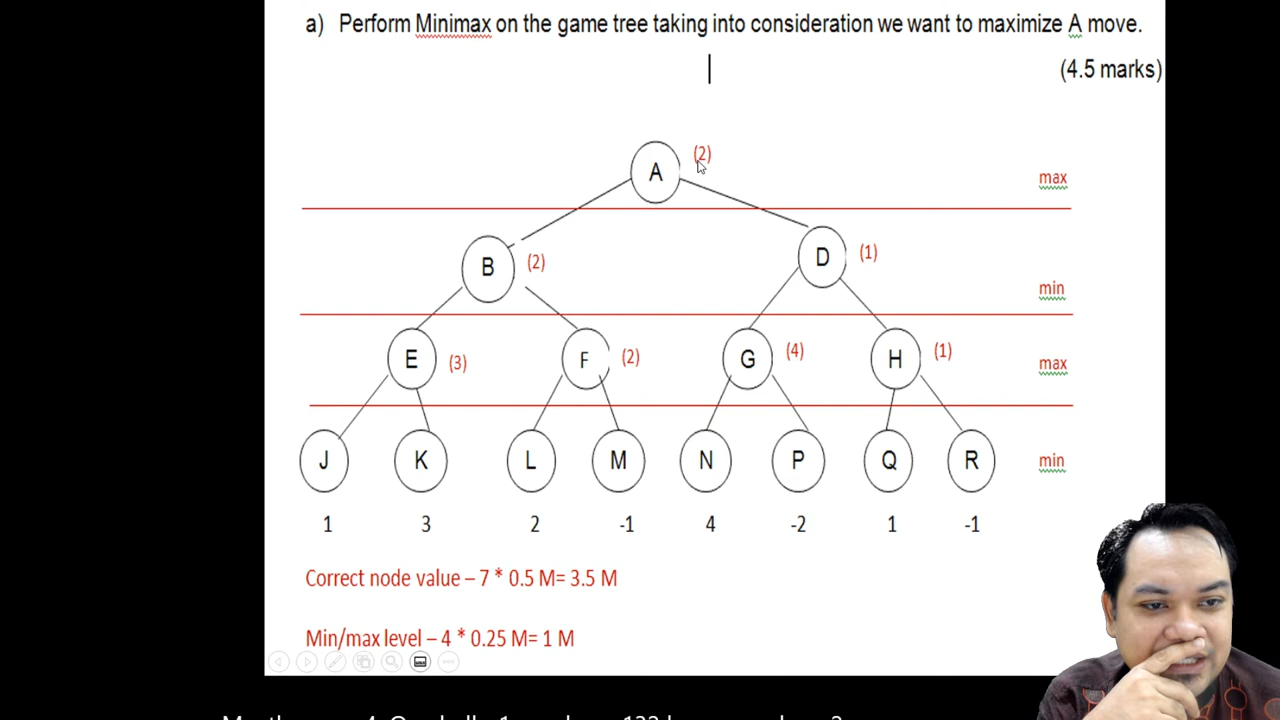 a) Perform Minimax on the game tree taking into consideration we want to maximize A move.
(4.5 marks)
A (2) max
B (2) D (1)
min
E (3) F (2) G (4) H (1) max
J K L M N P Q R min
1 3 2 -1 4 -2 1 -1
Correct node value – 7 * 0.5 M= 3.5 M
Min/max level – 4 * 0.25 M= 1 M